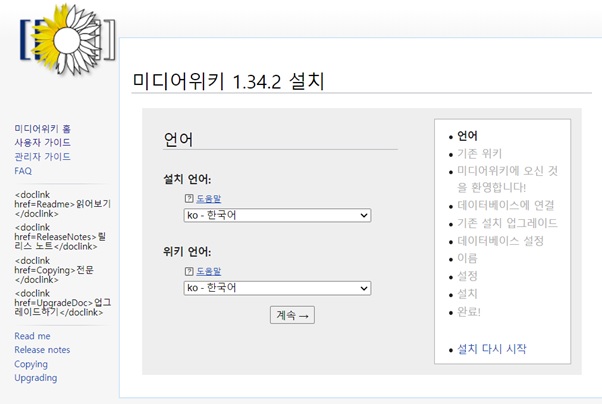 미디어위키 1.34.2 설치
미디어위키 홈
사용자 가이드
관리자 가이드
FAQ
<doclink
href=Readme>읽어보기
</doclink>
<doclink
href=ReleaseNotes>릴
리스 노트</doclink>
<doclink
href=Copying>전문
</doclink>
<doclink
href=UpgradeDoc>업그
레이드하기</doclink>
Read me
Release notes
Copying
Upgrading
언어
설치 언어:
? 도움말
ko - 한국어
위키 언어:
? 도움말
ko - 한국어
계속 →
• 언어
• 기존 위키
• 미디어위키에 오신 것
을 환영합니다!
• 데이터베이스에 연결
• 기존 설치 업그레이드
• 데이터베이스 설정
• 이름
• 설정
• 설치
• 완료!
• 설치 다시 시작